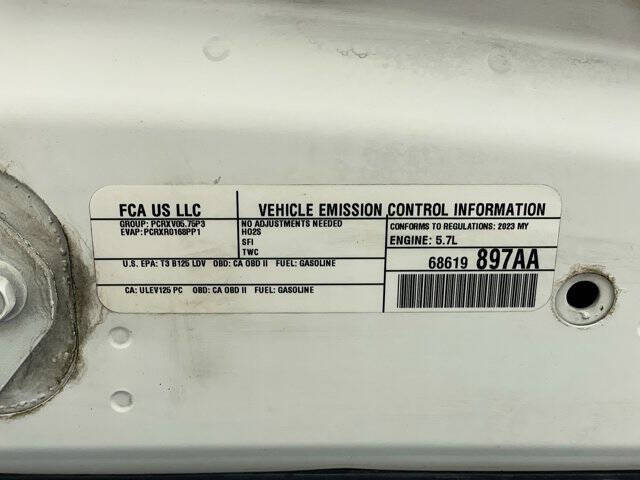 FCA US LLC
GROUP: PCRXV05.75P3
EVAP: PCRXR0168PP1
VEHICLE EMISSION CONTROL INFORMATION
NO ADJUSTMENTS NEEDED
HO2S
SFI
TWC
CONFORMS TO REGULATIONS: 2023 MY
ENGINE: 5.7L
U.S. EPA: T3 B125 LDV OBD: CA OBD II FUEL: GASOLINE
68619 897AA
CA: ULEV125 PC OBD: CA OBD II FUEL: GASOLINE